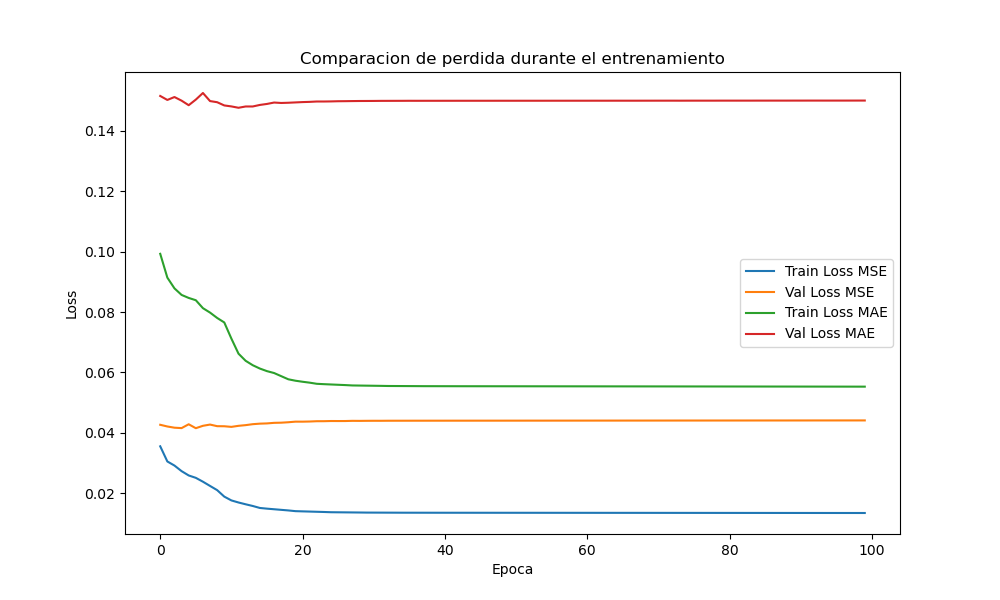 Comparacion de perdida durante el entrenamiento
Loss
0.14
0.12
0.10
0.08
0.06
0.04
0.02
Train Loss MSE
Val Loss MSE
Train Loss MAE
Val Loss MAE
0 20 40 60 80 100
Epoca